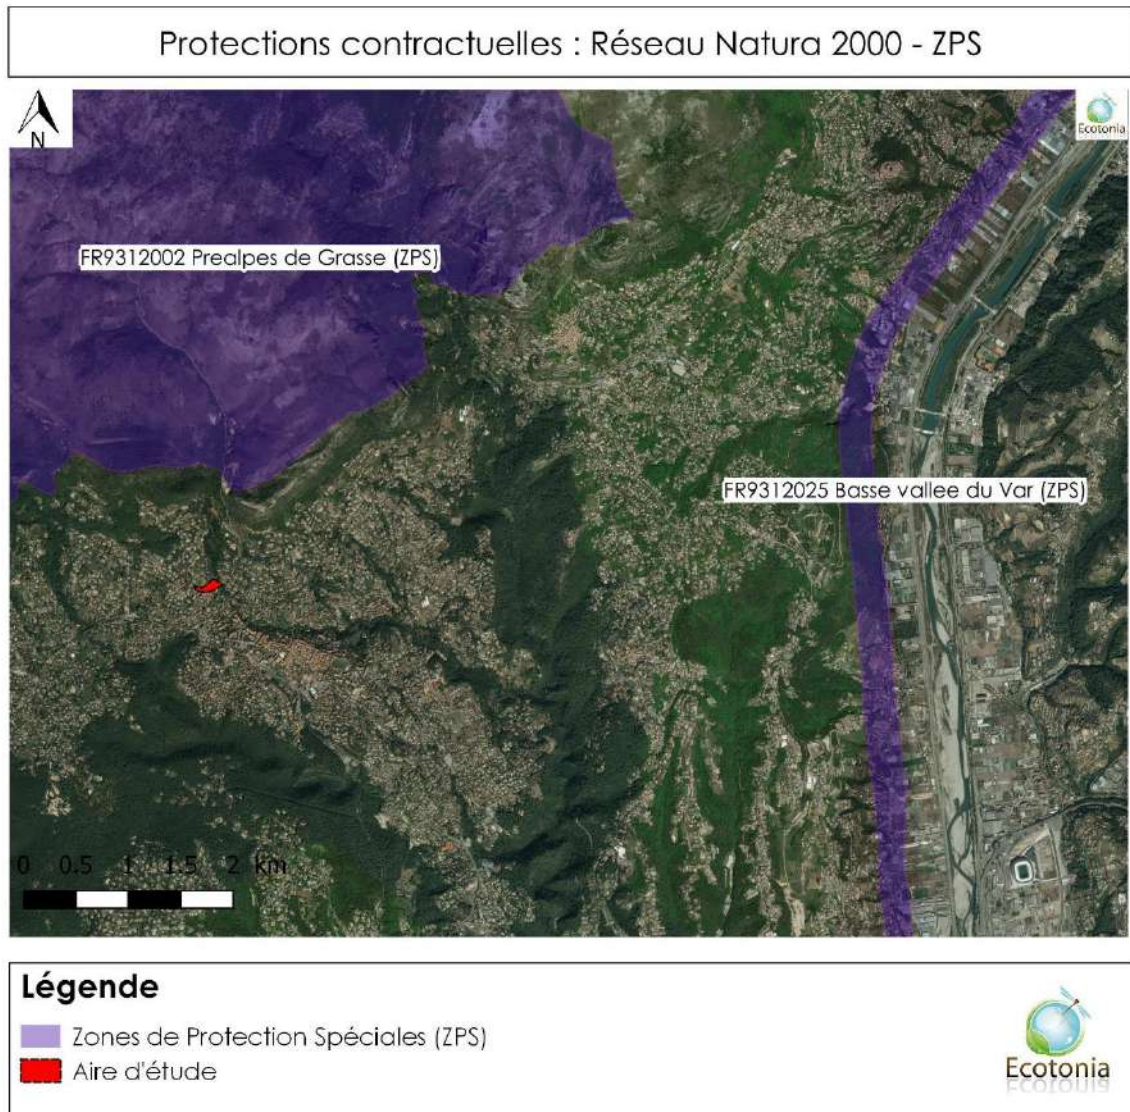 Protections contractuelles : Réseau Natura 2000 - ZPS
N
Ecotonia
FR9312002 Prealpes de Grasse (ZPS)
FR9312025 Basse vallee du Var (ZPS)
0 0.5 1 1.5 2 km
Légende
Zones de Protection Spéciales (ZPS)
Aire d'étude
Ecotonia